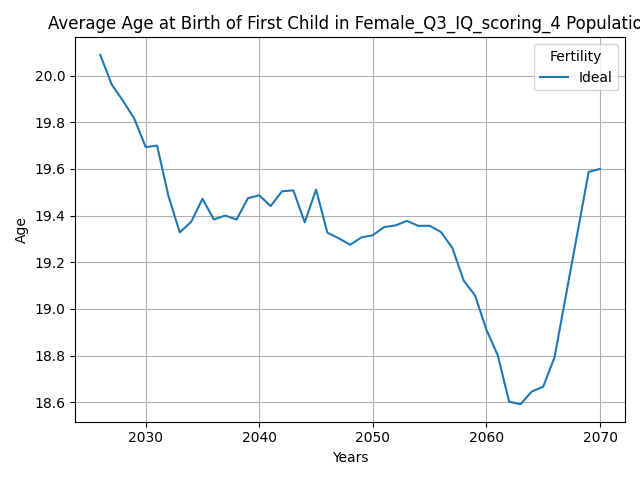 Average Age at Birth of First Child in Female_Q3_IQ_scoring_4 Populatio
Fertility
Ideal
20.0
19.8
19.6
19.4
19.2
19.0
18.8
18.6
Age
2030 2040 2050 2060 2070
Years